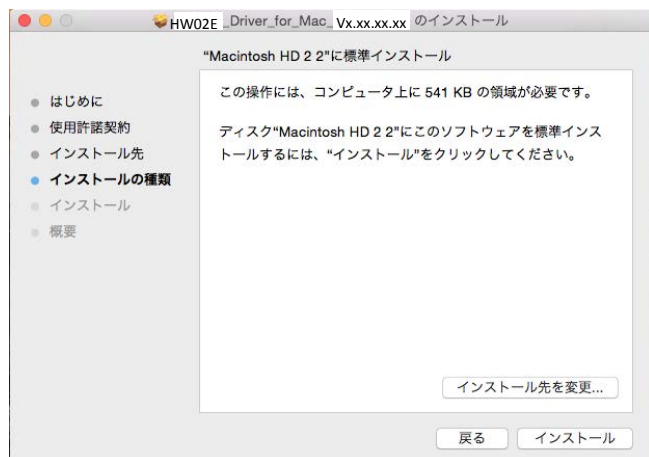 HW02E _Driver_for_Mac_ Vx.xx.xx.xx のインストール
“Macintosh HD 2 2”に標準インストール
はじめに
使用許諾契約
インストール先
インストールの種類
インストール
概要
この操作には、コンピュータ上に 541 KB の領域が必要です。
ディスク“Macintosh HD 2 2”にこのソフトウェアを標準インス
トールするには、“インストール”をクリックしてください。
インストール先を変更...
戻る
インストール